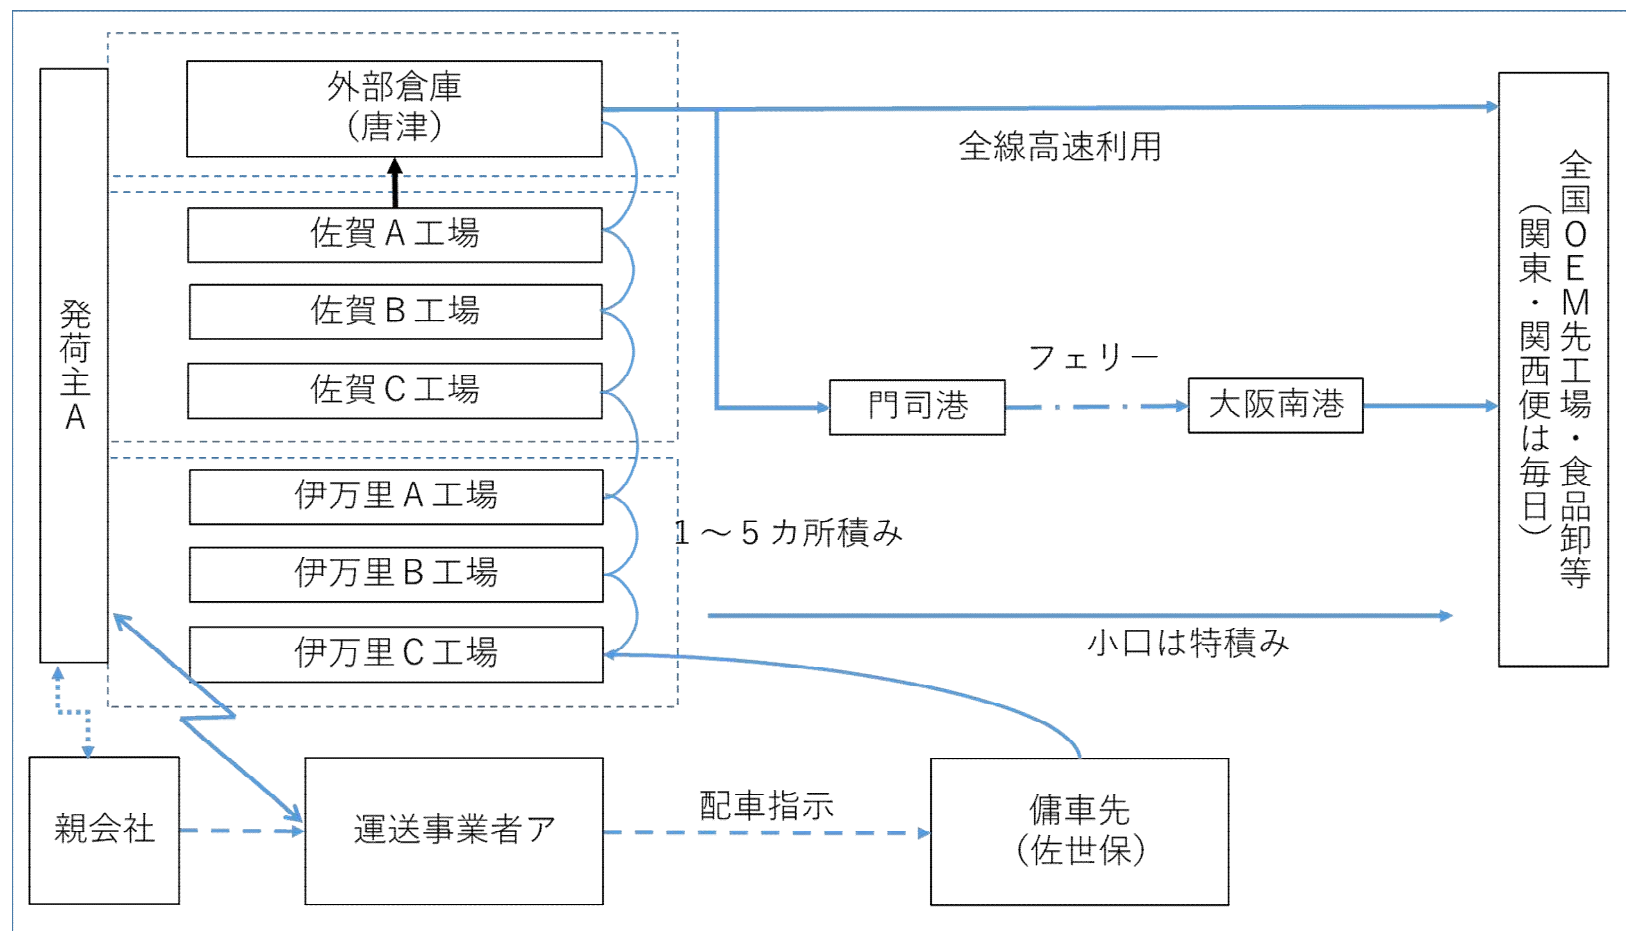 外部倉庫
（唐津）
佐賀Ａ工場
佐賀Ｂ工場
佐賀Ｃ工場
発荷主Ａ
伊万里Ａ工場
伊万里Ｂ工場
伊万里Ｃ工場
１～５カ所積み
全線高速利用
フェリー
門司港
大阪南港
小口は特積み
全国ＯＥＭ先工場・食品卸等
（関東・関西便は毎日）
親会社
運送事業者ア
配車指示
傭車先
（佐世保）